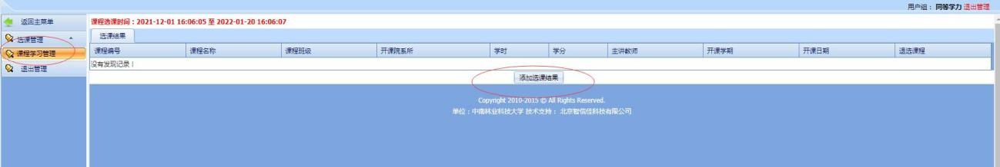 用户组： 同等学力 退出管理
返回主菜单
选课管理
课程学习管理
退出管理
课程选课时间：2021-12-01 16:06:05 至 2022-01-20 16:06:07
选课结果
课程编号 课程名称 课程班级 开课院系所 学时 学分 主讲教师 开课学期 开课日期 退选课程
没有发现记录！
添加选课结果
Copyright 2010-2015 © All Rights Reserved.
单位：中南林业科技大学 技术支持： 北京智信佳科技有限公司